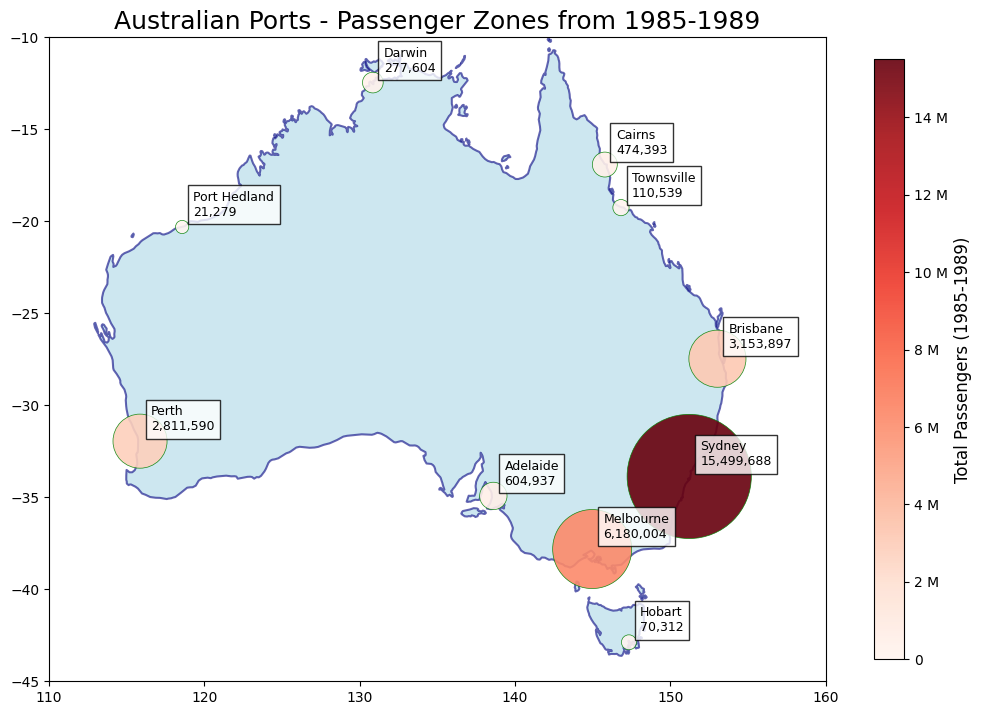 Australian Ports - Passenger Zones from 1985-1989
−10
−15
−20
−25
−30
−35
−40
−45
110
120
130
140
150
160
Darwin
277,604
Cairns
474,393
Townsville
110,539
Port Hedland
21,279
Brisbane
3,153,897
Perth
2,811,590
Sydney
15,499,688
Adelaide
604,937
Melbourne
6,180,004
Hobart
70,312
14 M
12 M
10 M
8 M
6 M
4 M
2 M
0
Total Passengers (1985-1989)